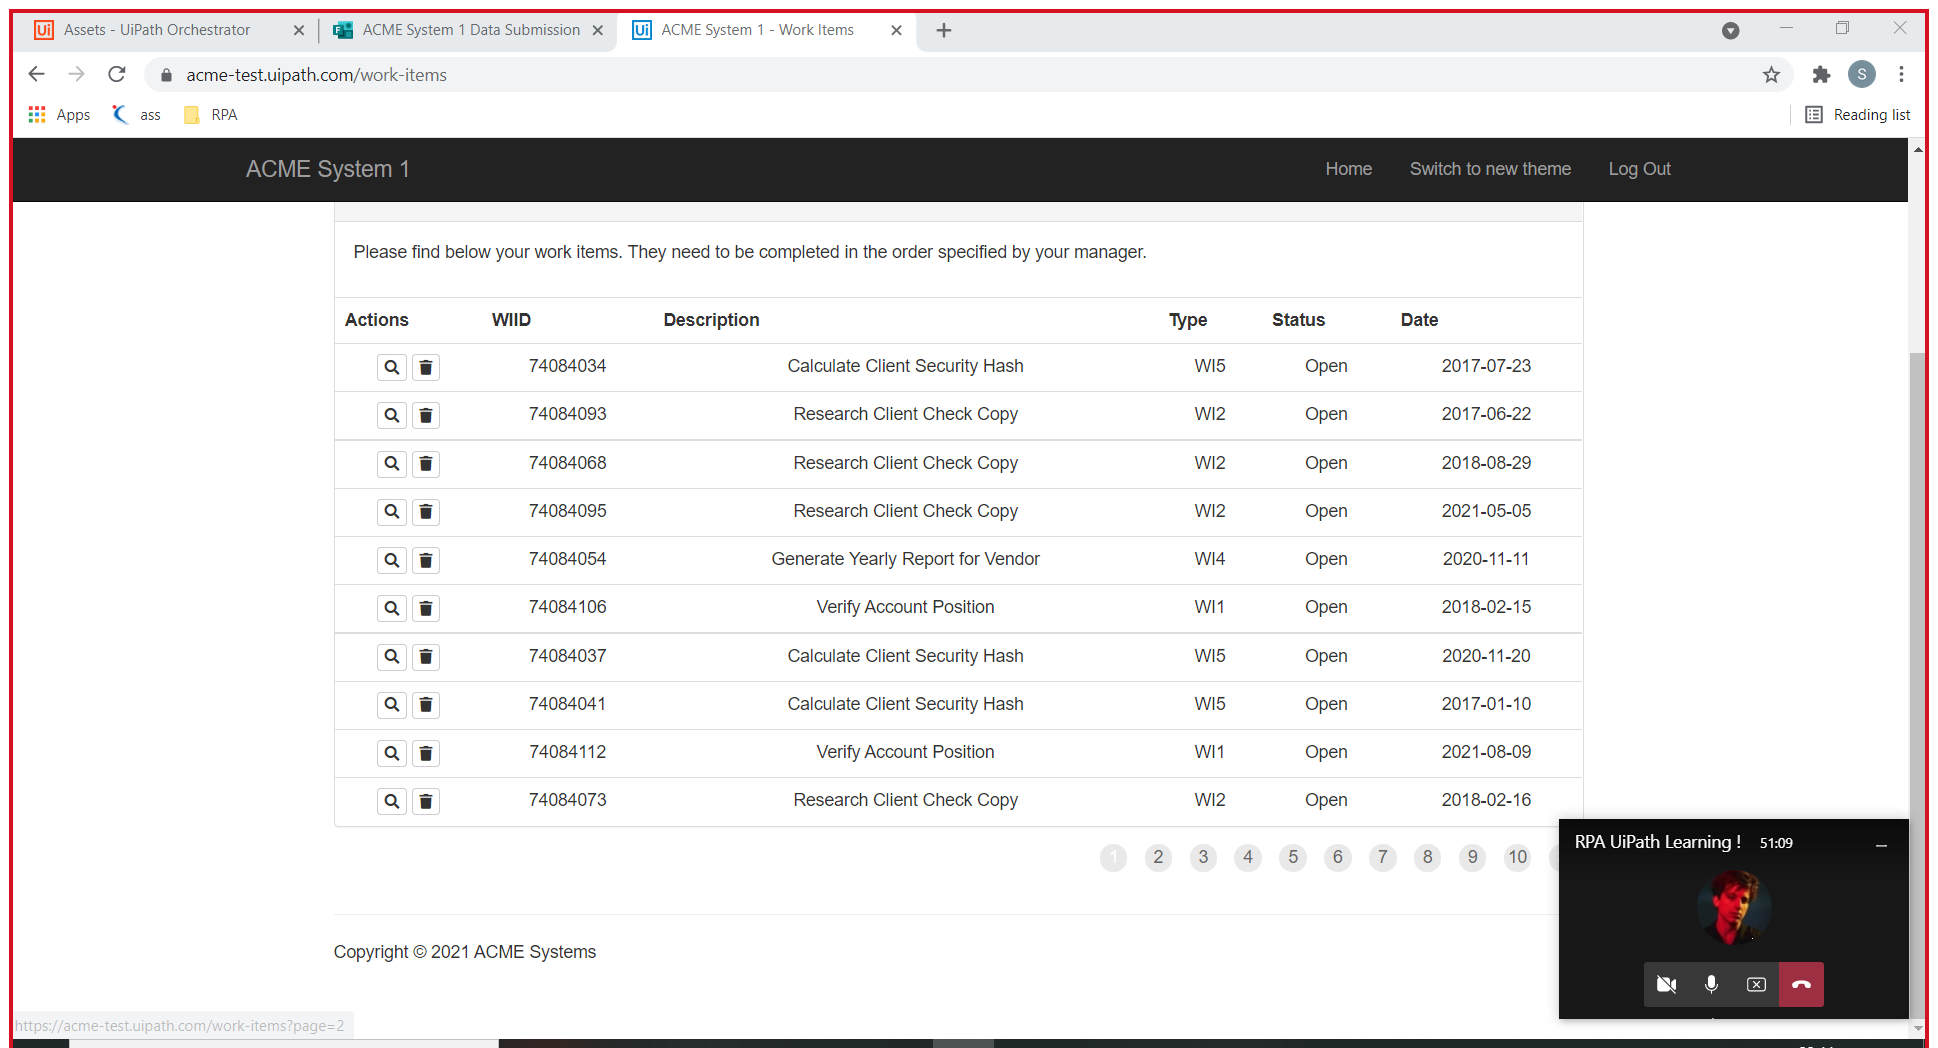 Ui Assets - UiPath Orchestrator ACME System 1 Data Submission Ui ACME System 1 - Work Items
acme-test.uipath.com/work-items S
Apps ass RPA Reading list
ACME System 1 Home Switch to new theme Log Out
Please find below your work items. They need to be completed in the order specified by your manager.
Actions WIID Description Type Status Date
74084034 Calculate Client Security Hash WI5 Open 2017-07-23
74084093 Research Client Check Copy WI2 Open 2017-06-22
74084068 Research Client Check Copy WI2 Open 2018-08-29
74084095 Research Client Check Copy WI2 Open 2021-05-05
74084054 Generate Yearly Report for Vendor WI4 Open 2020-11-11
74084106 Verify Account Position WI1 Open 2018-02-15
74084037 Calculate Client Security Hash WI5 Open 2020-11-20
74084041 Calculate Client Security Hash WI5 Open 2017-01-10
74084112 Verify Account Position WI1 Open 2021-08-09
74084073 Research Client Check Copy WI2 Open 2018-02-16
1 2 3 4 5 6 7 8 9 10
RPA UiPath Learning ! 51:09
Copyright © 2021 ACME Systems
https://acme-test.uipath.com/work-items?page=2